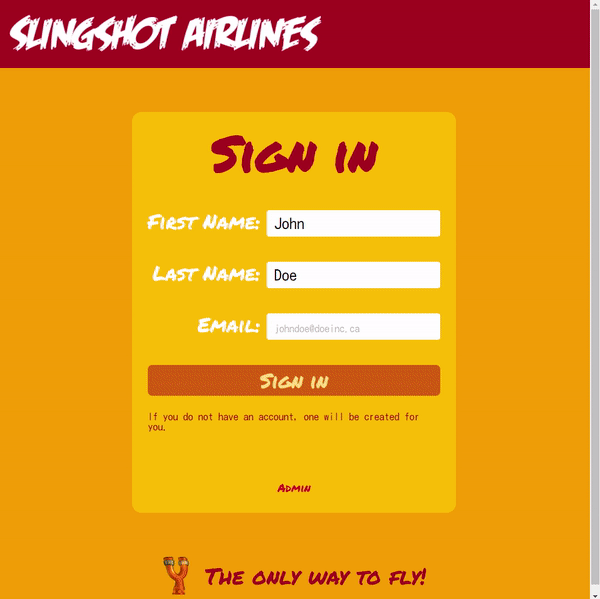 SLINGSHOT AIRLINES
Sign in
First Name: John
Last Name: Doe
Email: johndoe@doeinc.ca
Sign in
If you do not have an account, one will be created for
you.
Admin
The only way to fly!